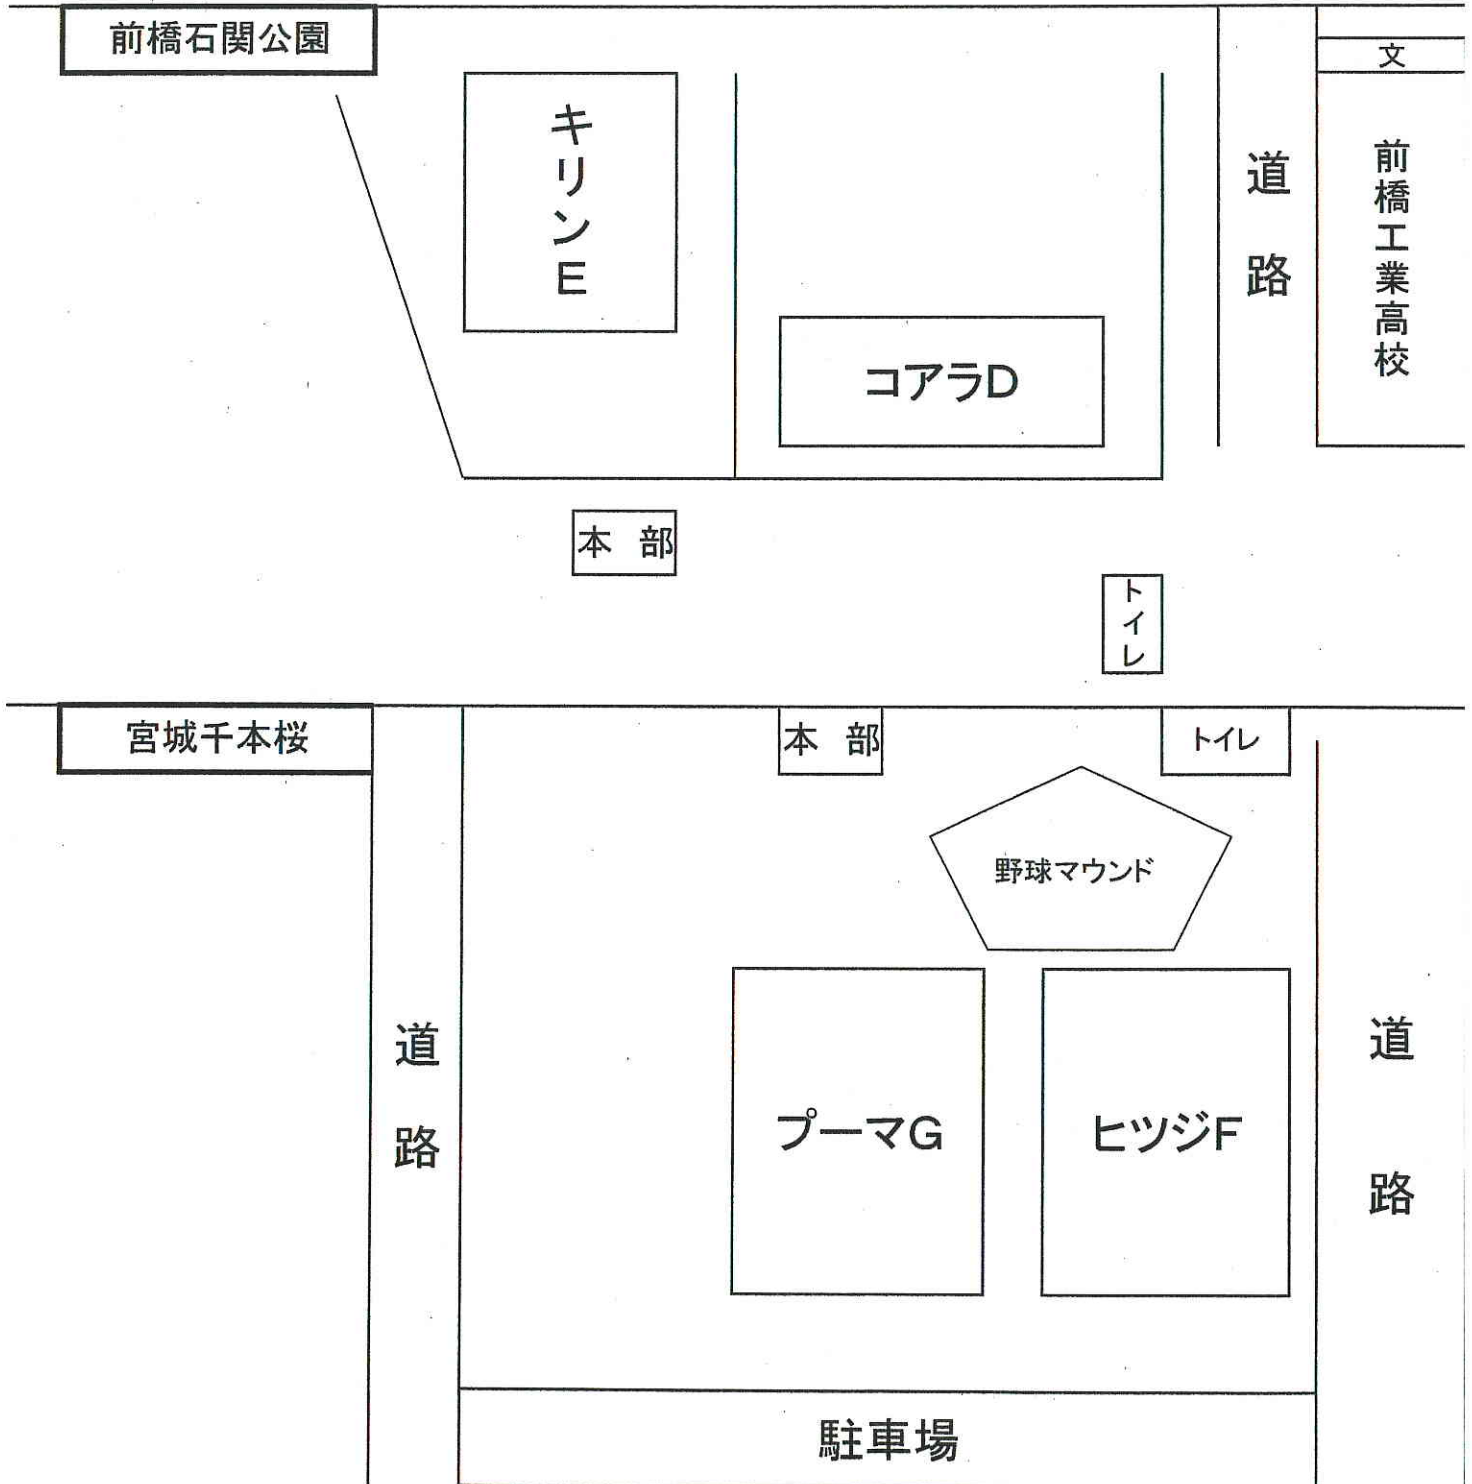 前橋石関公園
文
キリンE
道路
前橋工業高校
コアラD
本 部
トイレ
宮城千本桜
本 部
トイレ
野球マウンド
道路
道路
プーマG
ヒツジF
駐車場